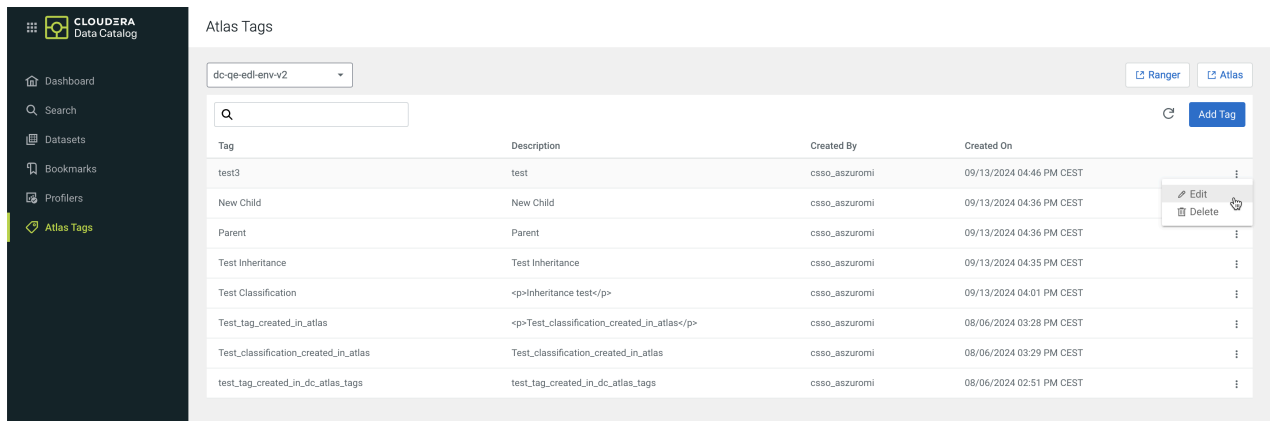 CLOUDERA
Data Catalog
Atlas Tags
Dashboard
Search
Datasets
Bookmarks
Profilers
Atlas Tags
dc-qe-edl-env-v2
Ranger
Atlas
Add Tag
Tag Description Created By Created On
test3 test csso_aszuromi 09/13/2024 04:46 PM CEST
Edit
Delete
New Child New Child csso_aszuromi 09/13/2024 04:36 PM CEST
Parent Parent csso_aszuromi 09/13/2024 04:36 PM CEST
Test Inheritance Test Inheritance csso_aszuromi 09/13/2024 04:35 PM CEST
Test Classification <p>Inheritance test</p> csso_aszuromi 09/13/2024 04:01 PM CEST
Test_tag_created_in_atlas <p>Test_classification_created_in_atlas</p> csso_aszuromi 08/06/2024 03:28 PM CEST
Test_classification_created_in_atlas Test_classification_created_in_atlas csso_aszuromi 08/06/2024 03:29 PM CEST
test_tag_created_in_dc_atlas_tags test_tag_created_in_dc_atlas_tags csso_aszuromi 08/06/2024 02:51 PM CEST